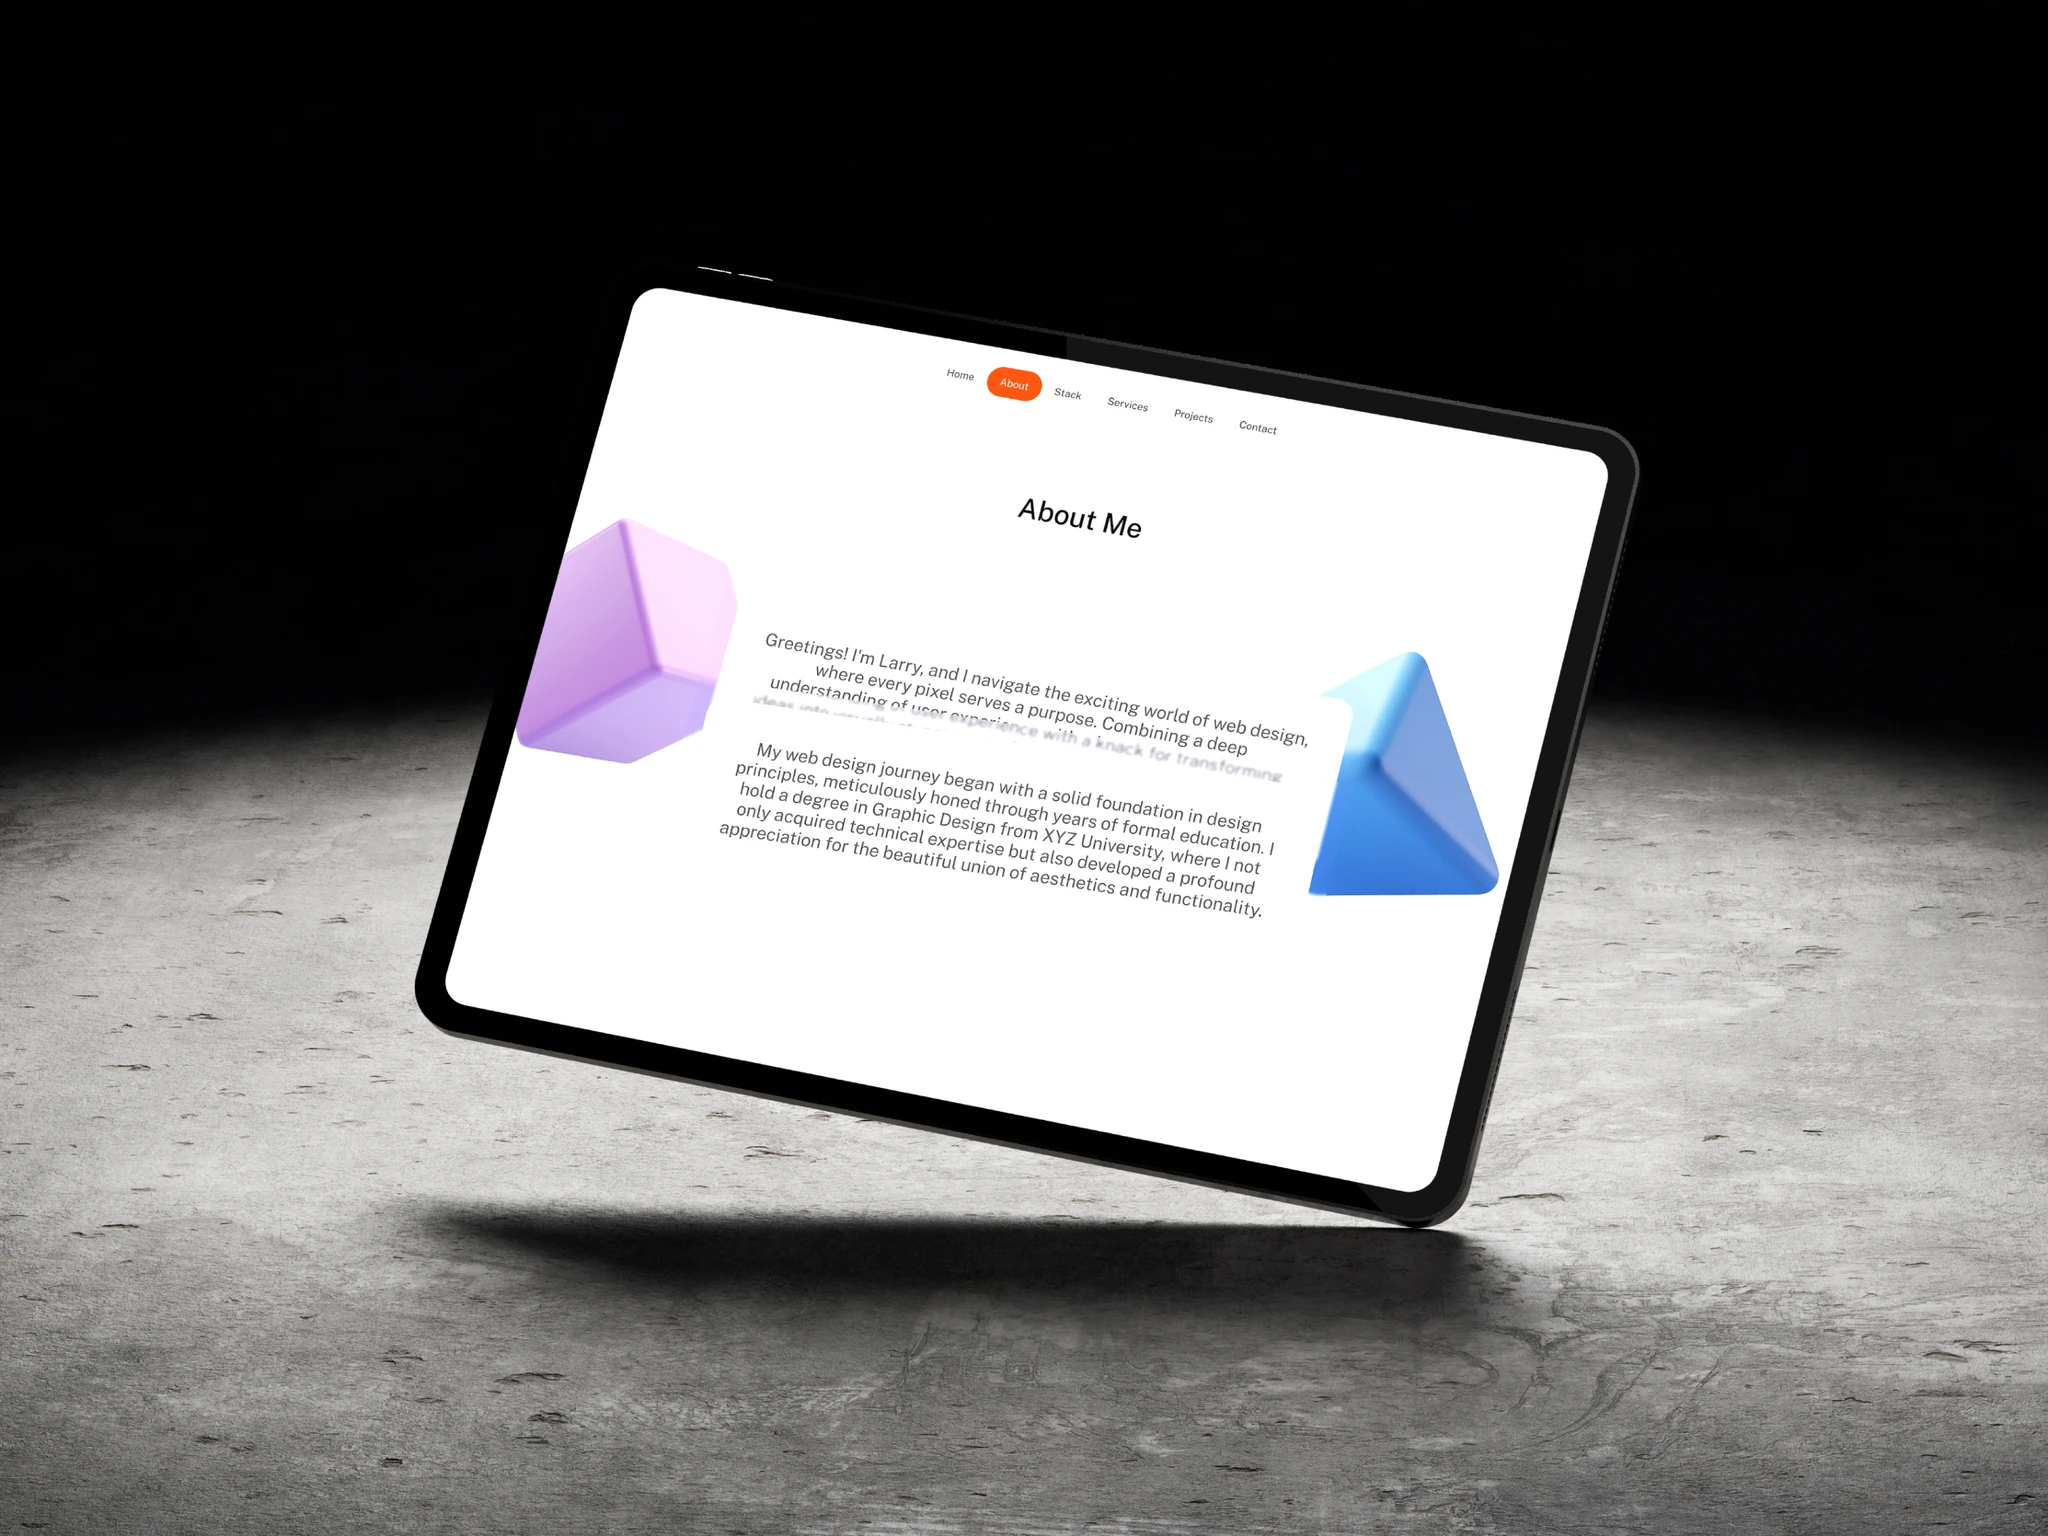 Home
About
Stack
Services
Projects
Contact
About Me
Greetings! I'm Larry, and I navigate the exciting world of web design,
where every pixel serves a purpose. Combining a deep
understanding of user experience with a knack for transforming
ideas into visually
My web design journey began with a solid foundation in design
principles, meticulously honed through years of formal education. I
hold a degree in Graphic Design from XYZ University, where I not
only acquired technical expertise but also developed a profound
appreciation for the beautiful union of aesthetics and functionality.